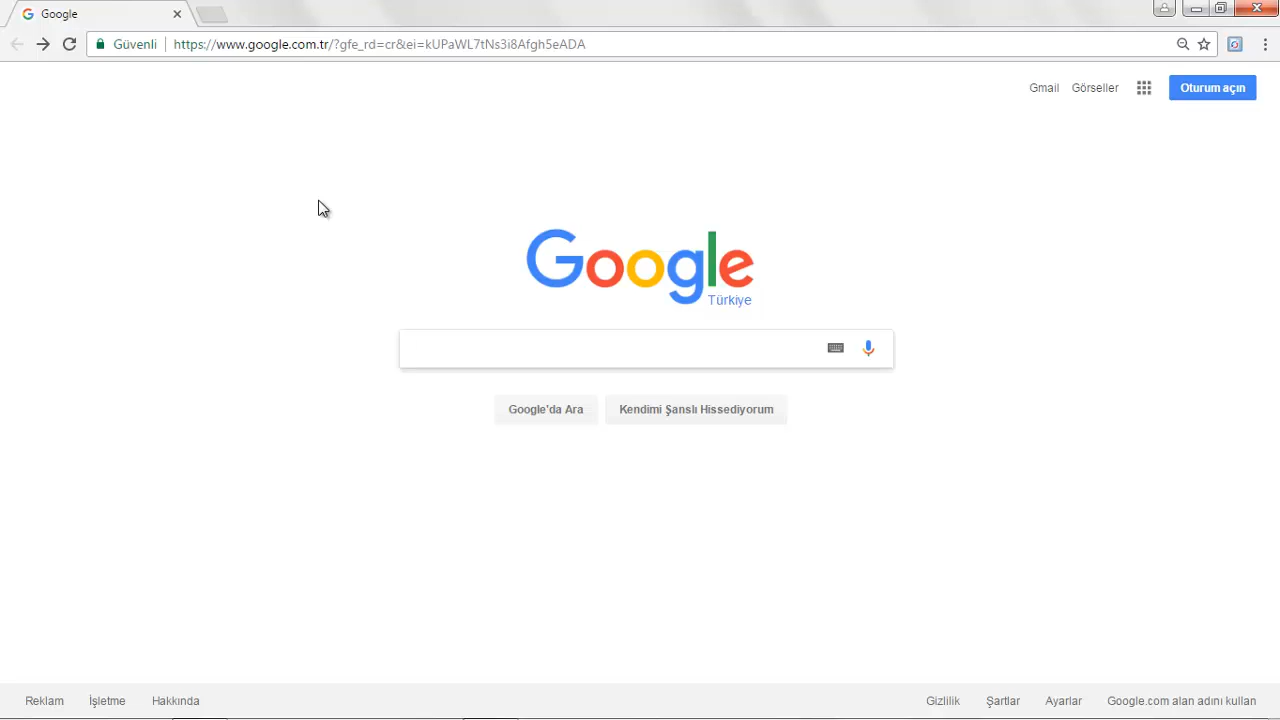 Google
Güvenli
https://www.google.com.tr/?gfe_rd=cr&ei=kUPaWL7tNs3i8Afgh5eADA
Gmail Görseller Oturum açın
Google
Türkiye
Google'da Ara Kendimi Şanslı Hissediyorum
Reklam İşletme Hakkında Gizlilik Şartlar Ayarlar Google.com alan adını kullan